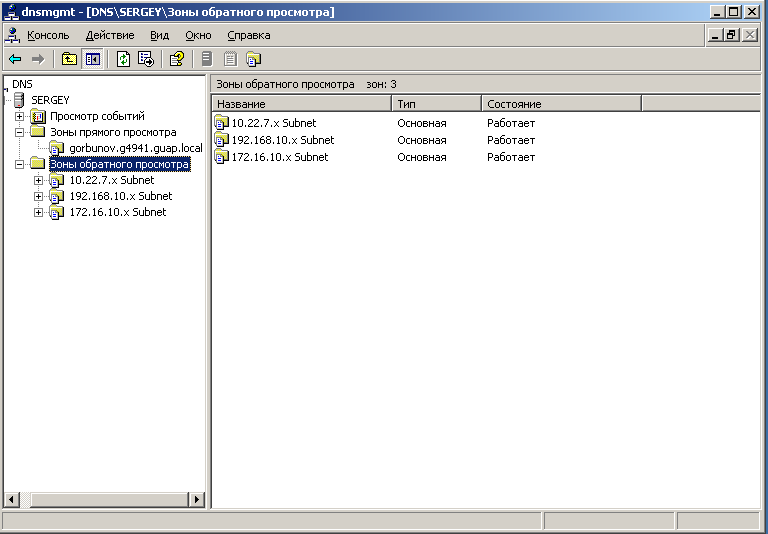 dnsmgmt - [DNS\SERGEY\Зоны обратного просмотра]
Консоль Действие Вид Окно Справка
DNS
SERGEY
Просмотр событий
Зоны прямого просмотра
gorbunov.g4941.guap.local
Зоны обратного просмотра
10.22.7.x Subnet
192.168.10.x Subnet
172.16.10.x Subnet
Зоны обратного просмотра зон: 3
Название Тип Состояние
10.22.7.x Subnet Основная Работает
192.168.10.x Subnet Основная Работает
172.16.10.x Subnet Основная Работает